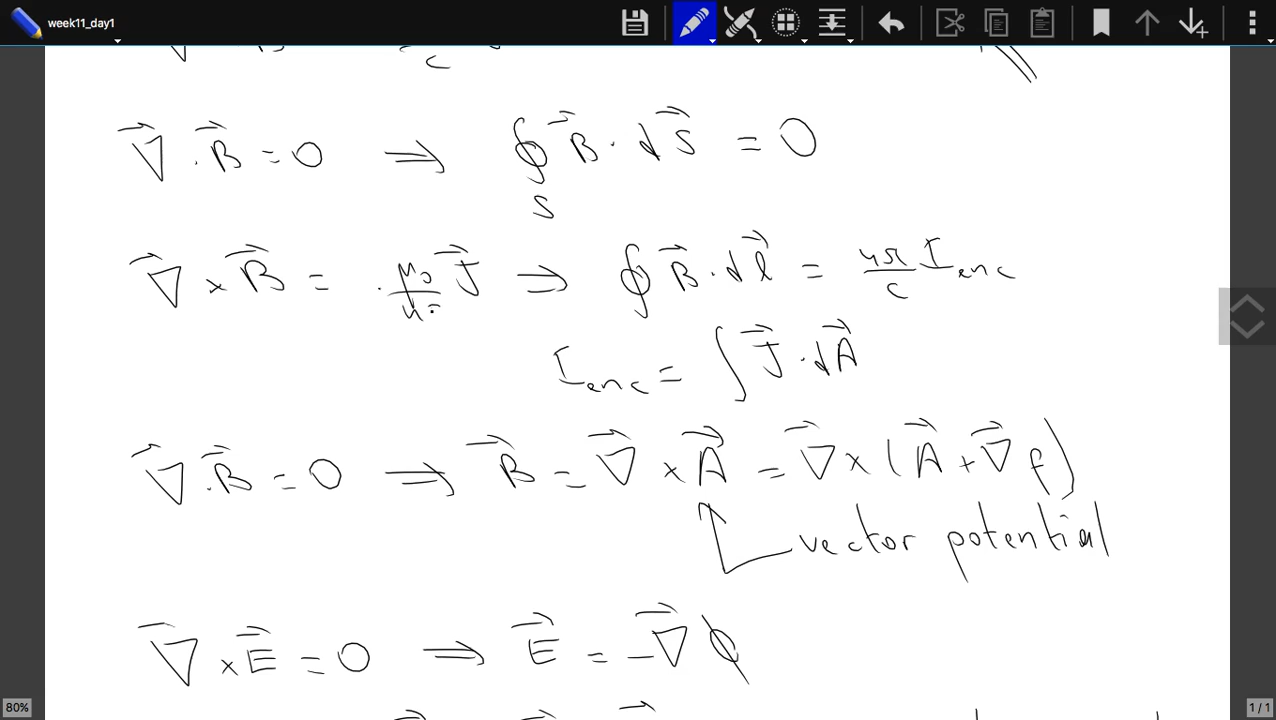 week11_day1
c
∇⃗ . B⃗ = 0 ⟹ ∮_S B⃗ · dS⃗ = 0
∇⃗ × B⃗ = . μ₀/4π J⃗ ⟹ ∮ B⃗ · dl⃗ = 4π/c I_enc
I_enc = ∫ J⃗ · dA⃗
∇⃗ . B⃗ = 0 ⟹ B⃗ = ∇⃗ × A⃗ = ∇⃗ × (A⃗ + ∇⃗ f)
vector potential
∇⃗ × E⃗ = 0 ⟹ E⃗ = -∇⃗ φ
80%
1 / 1